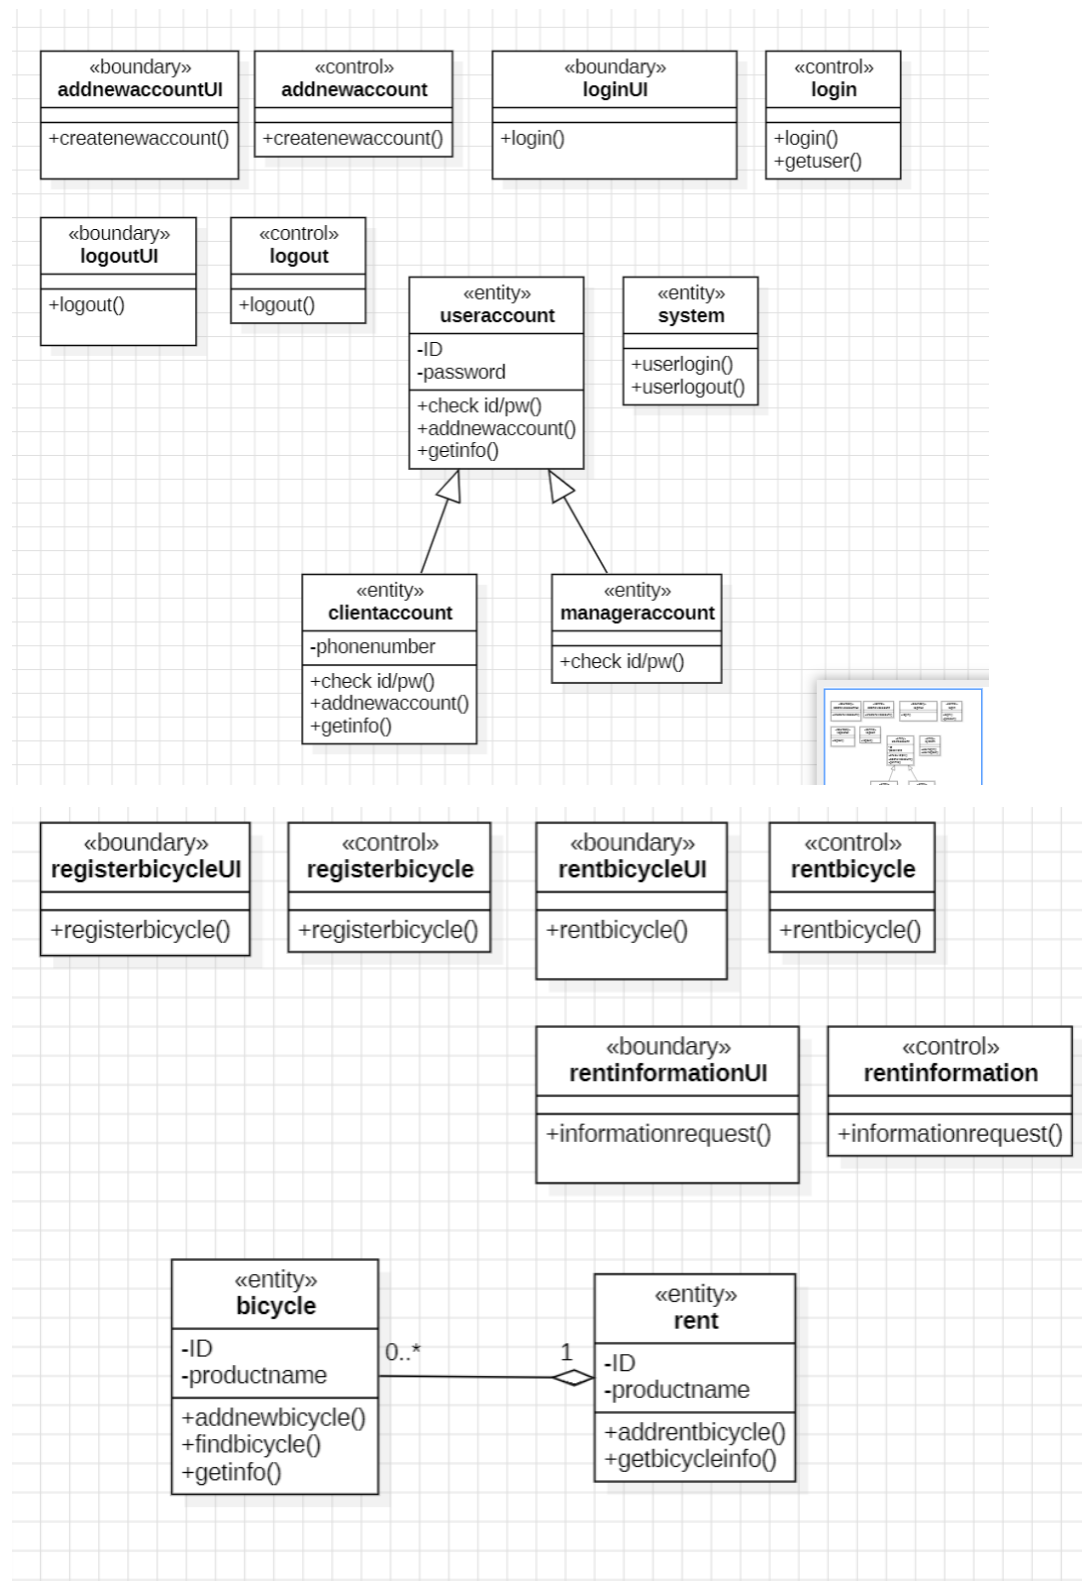 «boundary»
addnewaccountUI
+createnewaccount()
«control»
addnewaccount
+createnewaccount()
«boundary»
loginUI
+login()
«control»
login
+login()
+getuser()
«boundary»
logoutUI
+logout()
«control»
logout
+logout()
«entity»
useraccount
-ID
-password
+check id/pw()
+addnewaccount()
+getinfo()
«entity»
system
+userlogin()
+userlogout()
«entity»
clientaccount
-phonenumber
+check id/pw()
+addnewaccount()
+getinfo()
«entity»
manageraccount
+check id/pw()
«boundary»
registerbicycleUI
+registerbicycle()
«control»
registerbicycle
+registerbicycle()
«boundary»
rentbicycleUI
+rentbicycle()
«control»
rentbicycle
+rentbicycle()
«boundary»
rentinformationUI
+informationrequest()
«control»
rentinformation
+informationrequest()
«entity»
bicycle
-ID
-productname
+addnewbicycle()
+findbicycle()
+getinfo()
0..*
1
«entity»
rent
-ID
-productname
+addrentbicycle()
+getbicycleinfo()